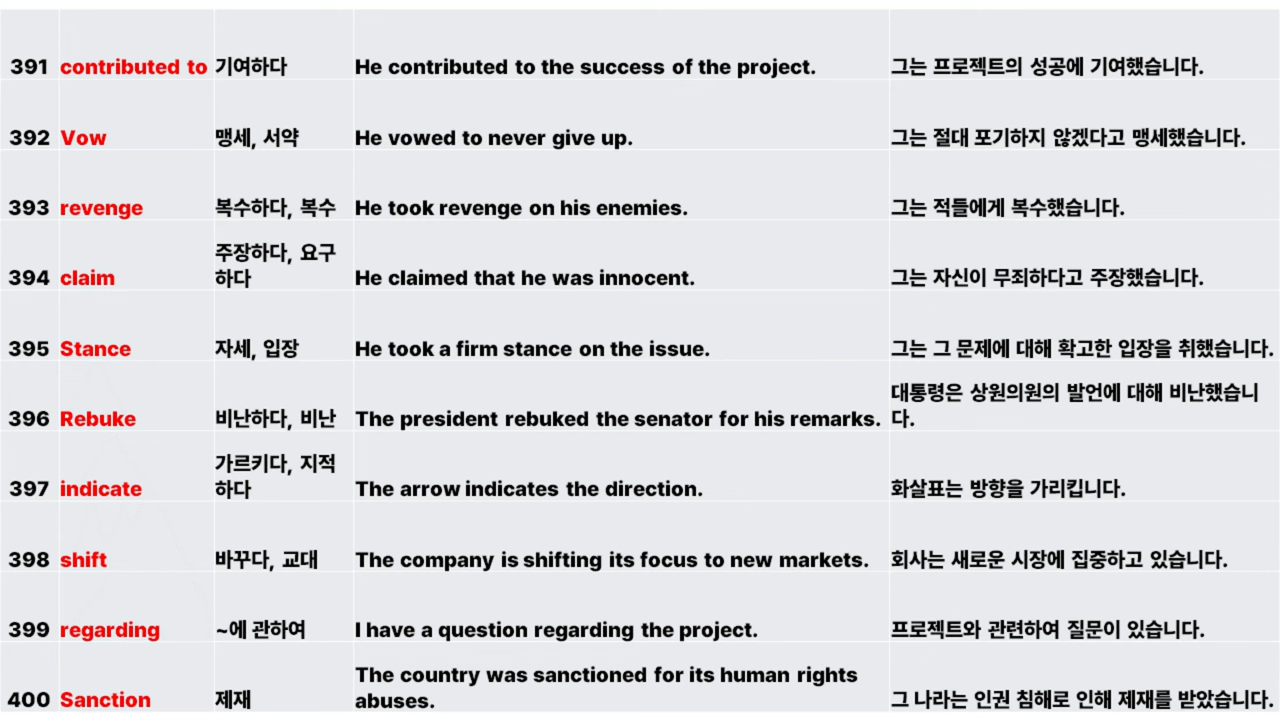 391 contributed to 기여하다 He contributed to the success of the project. 그는 프로젝트의 성공에 기여했습니다.
392 Vow 맹세, 서약 He vowed to never give up. 그는 절대 포기하지 않겠다고 맹세했습니다.
393 revenge 복수하다, 복수 He took revenge on his enemies. 그는 적들에게 복수했습니다.
주장하다, 요구
394 claim 하다 He claimed that he was innocent. 그는 자신이 무죄하다고 주장했습니다.
395 Stance 자세, 입장 He took a firm stance on the issue. 그는 그 문제에 대해 확고한 입장을 취했습니다.
대통령은 상원의원의 발언에 대해 비난했습니
396 Rebuke 비난하다, 비난 The president rebuked the senator for his remarks. 다.
가르키다, 지적
397 indicate 하다 The arrow indicates the direction. 화살표는 방향을 가리킵니다.
398 shift 바꾸다, 교대 The company is shifting its focus to new markets. 회사는 새로운 시장에 집중하고 있습니다.
399 regarding ~에 관하여 I have a question regarding the project. 프로젝트와 관련하여 질문이 있습니다.
The country was sanctioned for its human rights
400 Sanction 제재 abuses. 그 나라는 인권 침해로 인해 제재를 받았습니다.